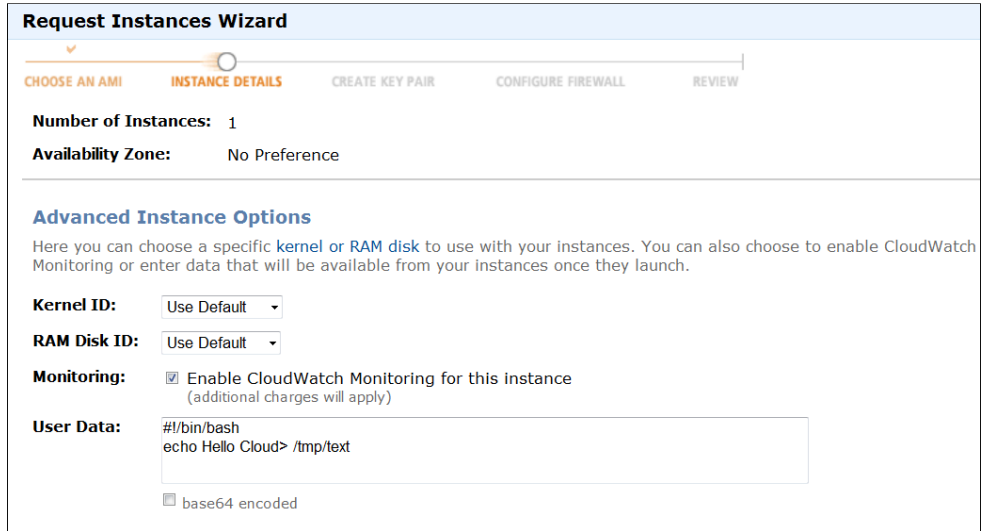 Request Instances Wizard
CHOOSE AN AMI INSTANCE DETAILS CREATE KEY PAIR CONFIGURE FIREWALL REVIEW
Number of Instances: 1
Availability Zone: No Preference
Advanced Instance Options
Here you can choose a specific kernel or RAM disk to use with your instances. You can also choose to enable CloudWatch
Monitoring or enter data that will be available from your instances once they launch.
Kernel ID: Use Default
RAM Disk ID: Use Default
Monitoring: Enable CloudWatch Monitoring for this instance
(additional charges will apply)
User Data: #!/bin/bash
echo Hello Cloud> /tmp/text
base64 encoded